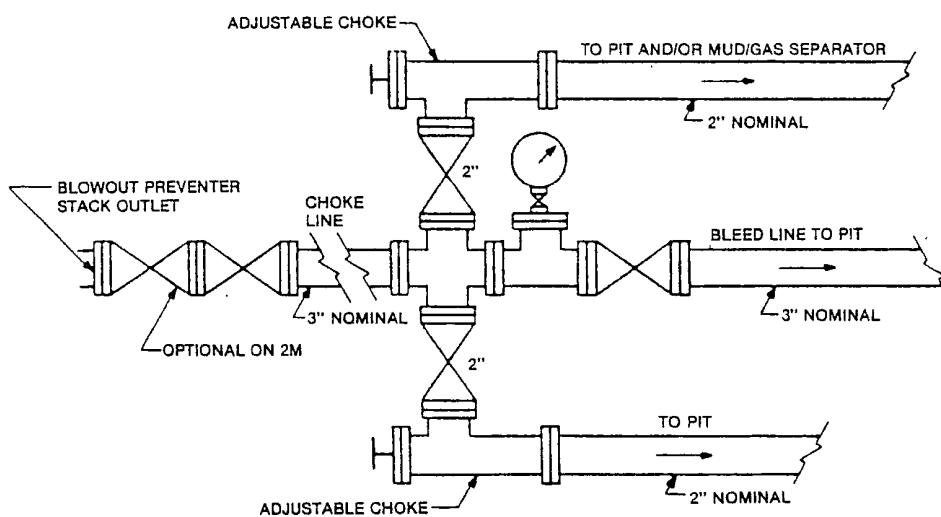 ADJUSTABLE CHOKE
TO PIT AND/OR MUD/GAS SEPARATOR
2" NOMINAL
2"
BLOWOUT PREVENTER
STACK OUTLET
CHOKE
LINE
BLEED LINE TO PIT
3" NOMINAL
3" NOMINAL
OPTIONAL ON 2M
2"
TO PIT
ADJUSTABLE CHOKE
2" NOMINAL